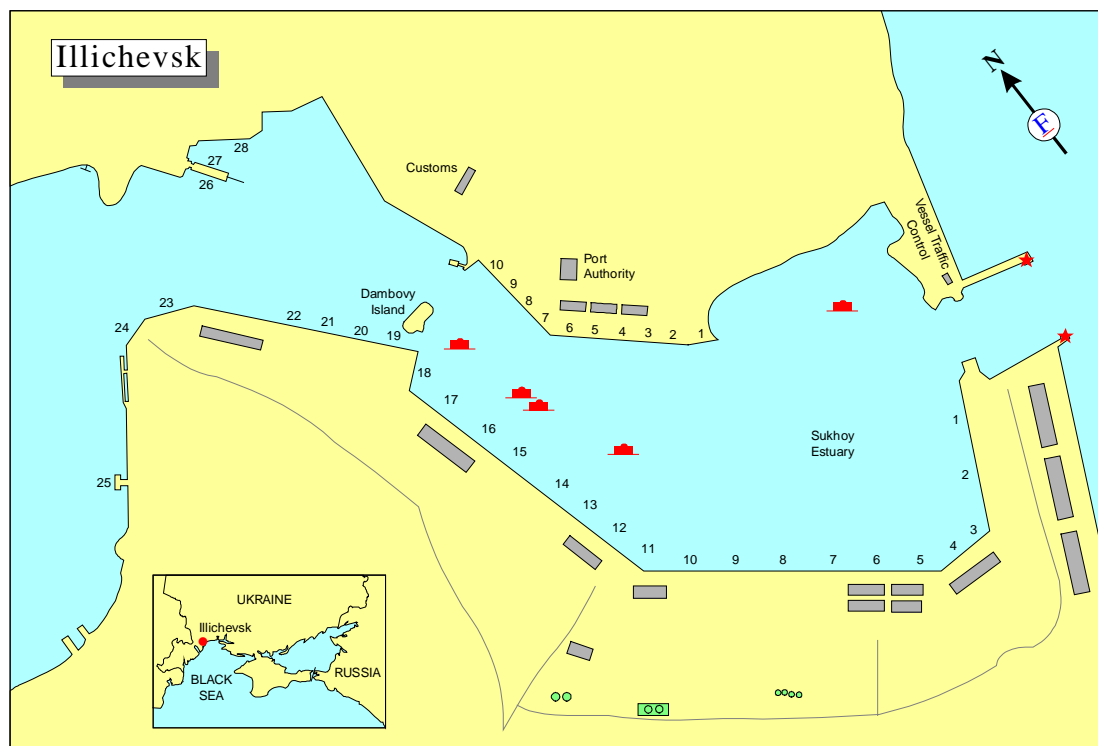 Illichevsk
N
F
28
27
26
Customs
Vessel Traffic
Control
10
9
8
7
Port
Authority
6
5
4
3
2
1
Dambovy
Island
23
24
22
21
20
19
18
17
16
15
14
13
12
11
10
9
8
7
6
5
4
3
2
1
Sukhoy
Estuary
25
UKRAINE
Illichevsk
BLACK
SEA
RUSSIA